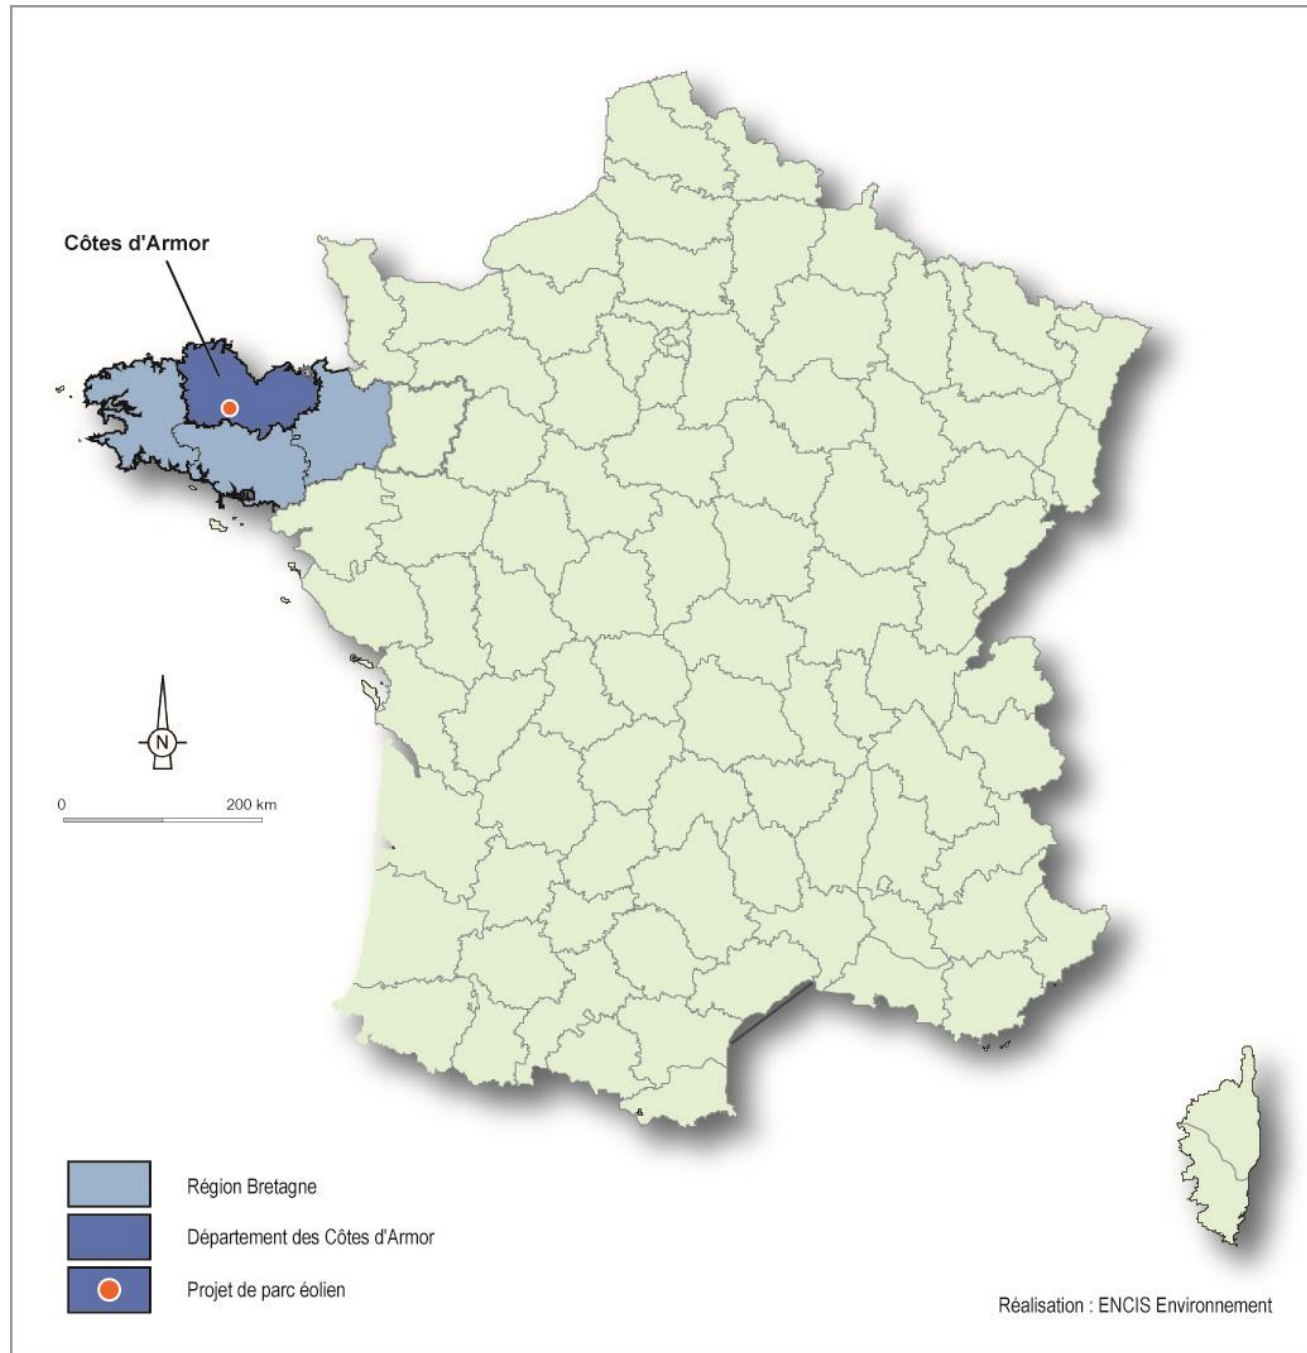 Côtes d'Armor
N
0 200 km
Région Bretagne
Département des Côtes d'Armor
Projet de parc éolien
Réalisation : ENCIS Environnement